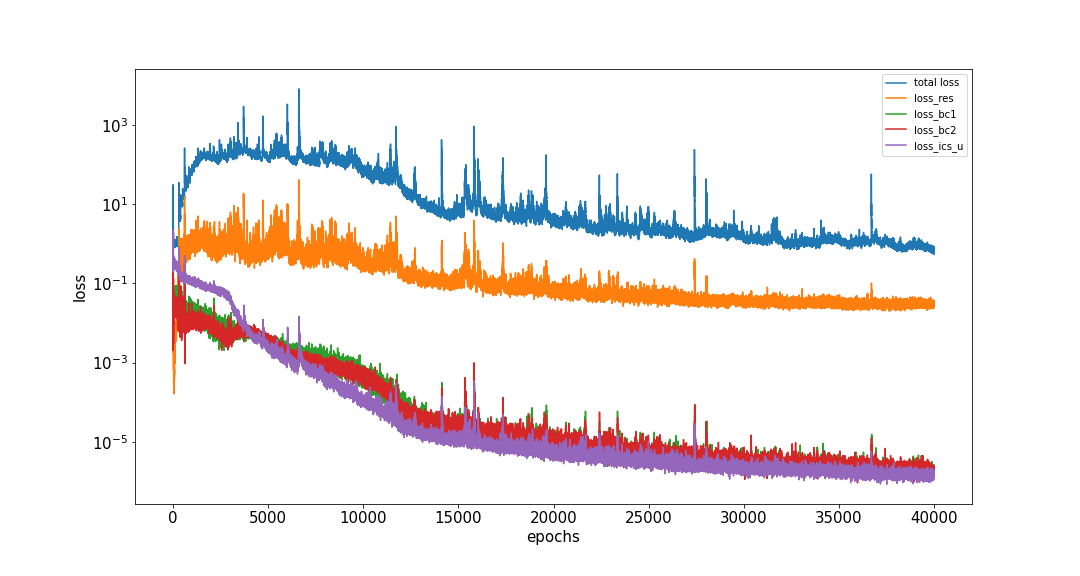 total loss
loss_res
loss_bc1
loss_bc2
loss_ics_u
loss
10³
10¹
10⁻¹
10⁻³
10⁻⁵
0 5000 10000 15000 20000 25000 30000 35000 40000
epochs